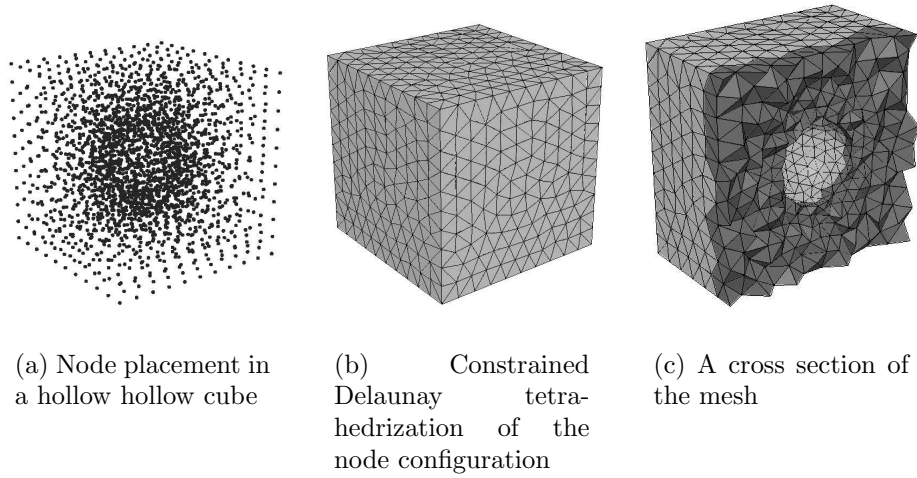 (a) Node placement in
a hollow hollow cube
(b) Constrained
Delaunay tetra-
hedrization of the
node configuration
(c) A cross section of
the mesh